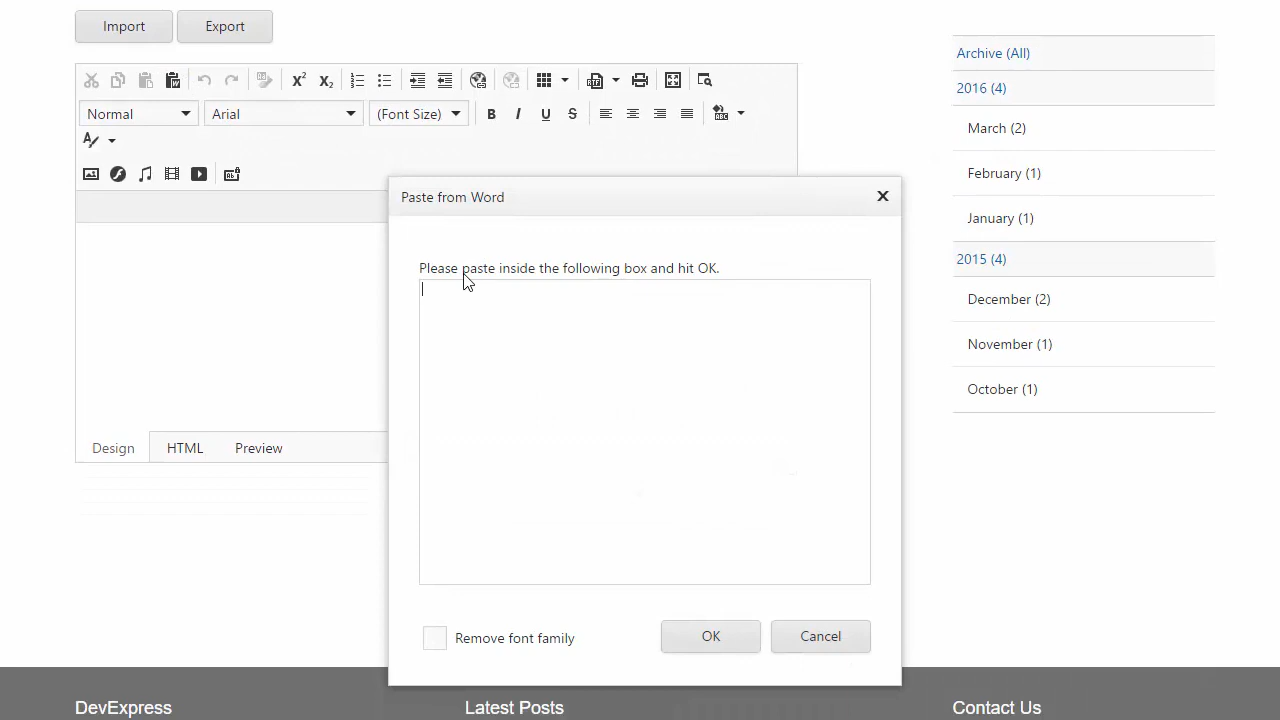 Import Export
Archive (All)
2016 (4)
March (2)
February (1)
January (1)
2015 (4)
December (2)
November (1)
October (1)
X² X₂
Normal Arial (Font Size) B I U S
Paste from Word
Please paste inside the following box and hit OK.
Design HTML Preview
Remove font family OK Cancel
DevExpress Latest Posts Contact Us